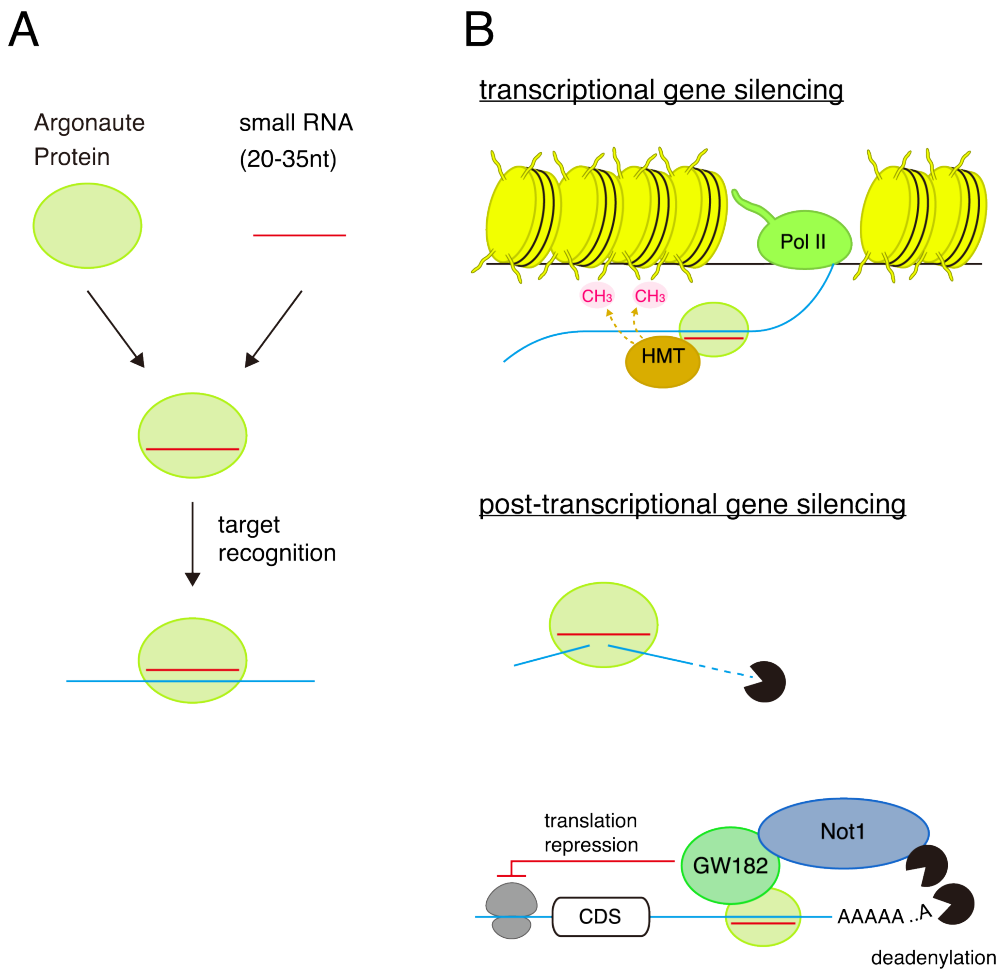 A
Argonaute
Protein
small RNA
(20-35nt)
target
recognition
B
transcriptional gene silencing
Pol II
CH3
CH3
HMT
post-transcriptional gene silencing
translation
repression
GW182
Not1
CDS
AAAAA ..A
deadenylation